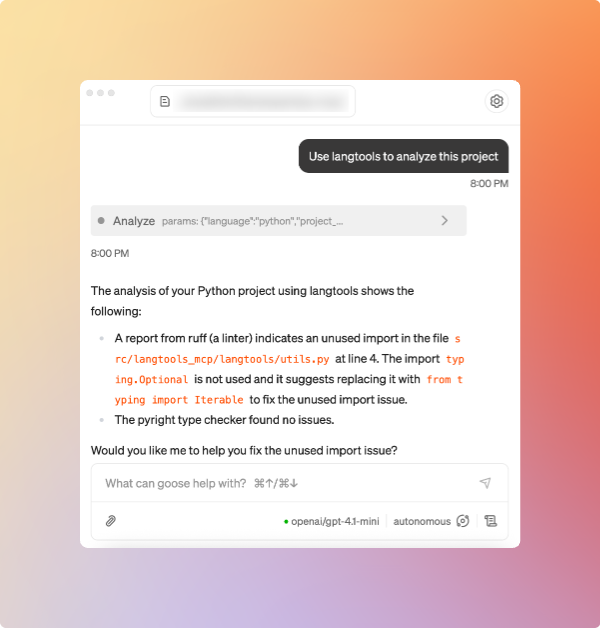 Use langtools to analyze this project
8:00 PM
Analyze params: {"language":"python","project_...
8:00 PM
The analysis of your Python project using langtools shows the
following:
A report from ruff (a linter) indicates an unused import in the file s
rc/langtools_mcp/langtools/utils.py at line 4. The import typ
ing.Optional is not used and it suggests replacing it with from t
yping import Iterable to fix the unused import issue.
The pyright type checker found no issues.
Would you like me to help you fix the unused import issue?
What can goose help with? ⌘↑/⌘↓
openai/gpt-4.1-mini autonomous